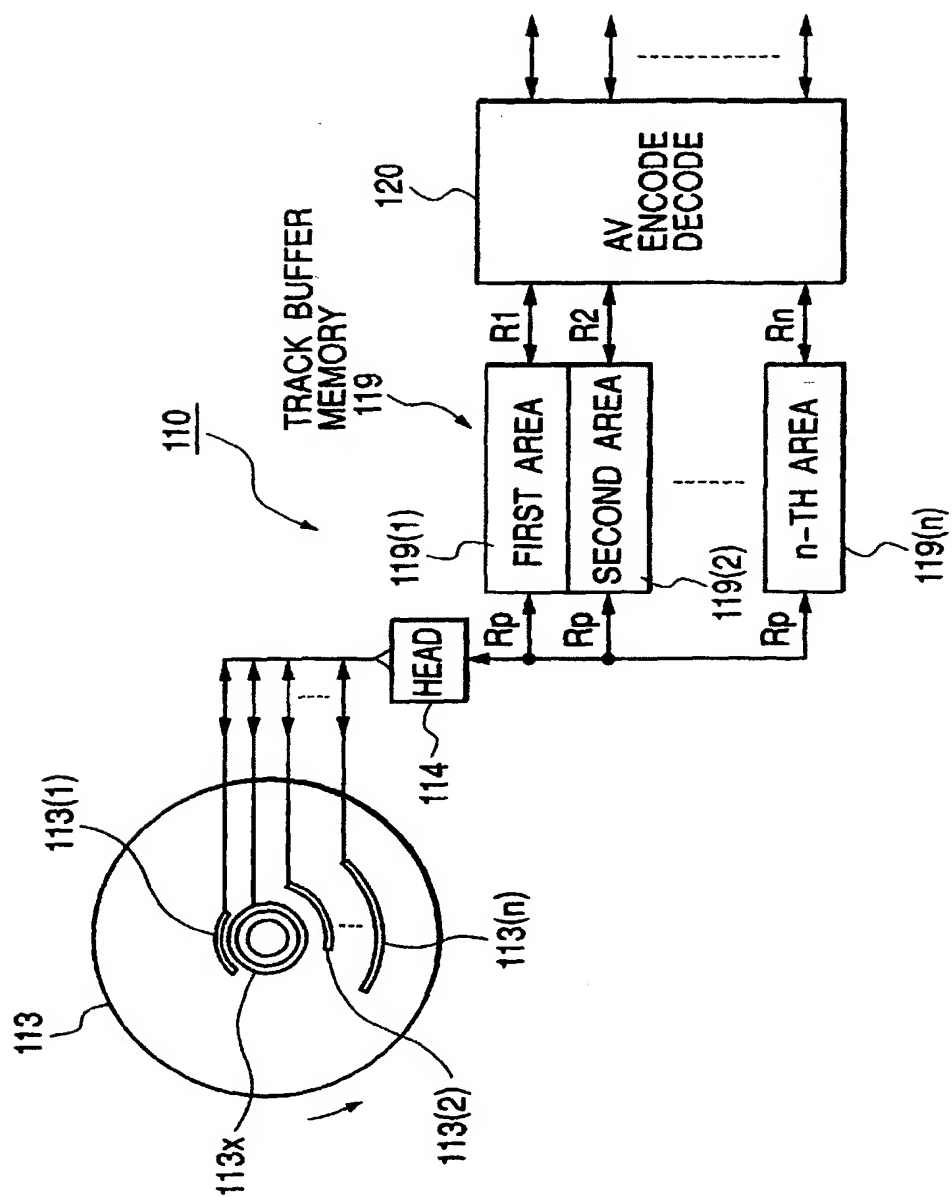 110
113
113(1)
113x
113(2)
113(n)
114
HEAD
TRACK BUFFER
MEMORY
119
119(1)
FIRST AREA
SECOND AREA
119(2)
n-TH AREA
119(n)
Rp
Rp
Rp
R1
R2
Rn
120
AV
ENCODE
DECODE